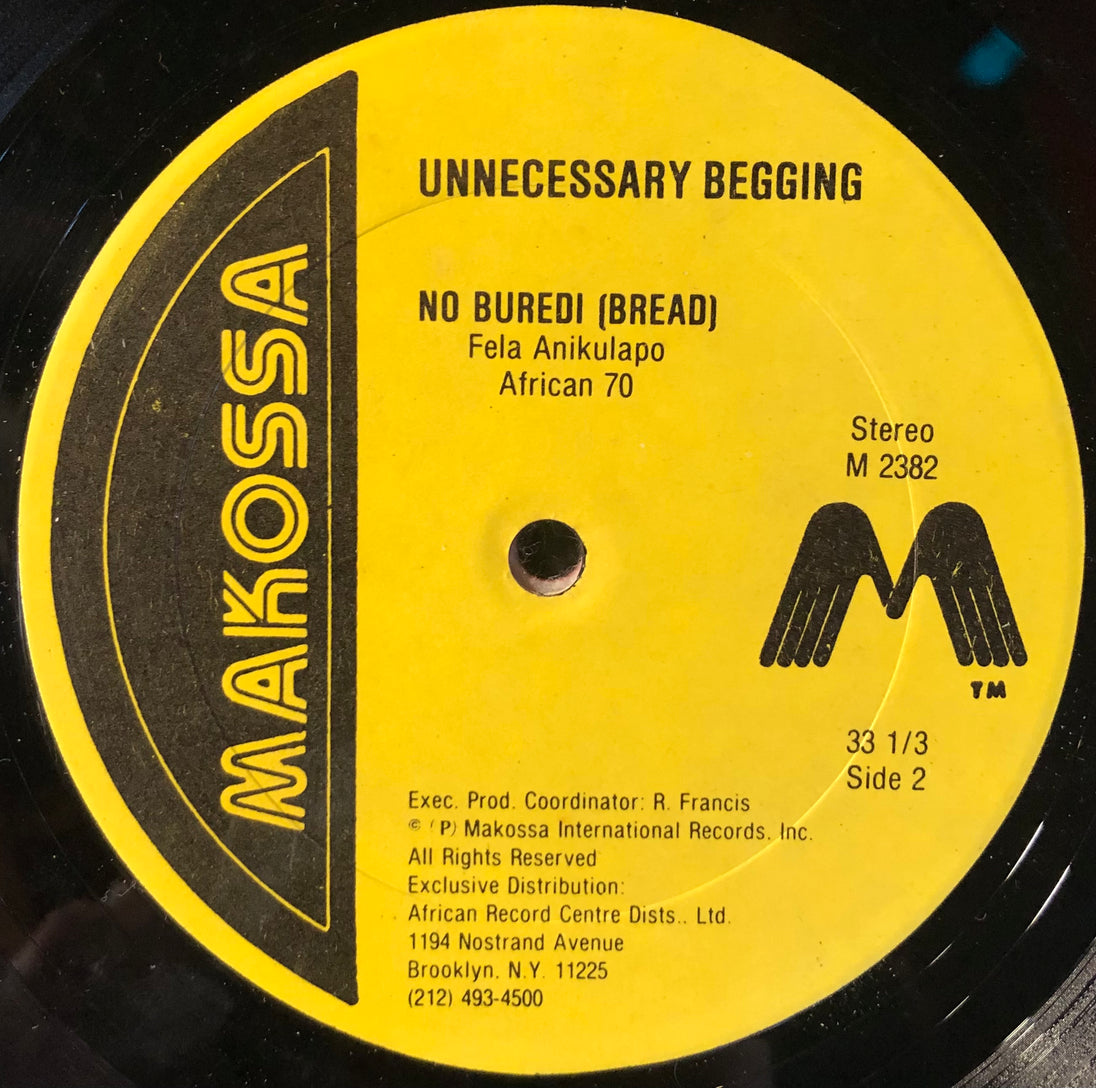 MAKOSSA
UNNECESSARY BEGGING
NO BUREDI (BREAD)
Fela Anikulapo
African 70
Stereo
M 2382
M
TM
33 1/3
Side 2
Exec. Prod. Coordinator: R. Francis
© (P) Makossa International Records, Inc.
All Rights Reserved
Exclusive Distribution:
African Record Centre Dists., Ltd.
1194 Nostrand Avenue
Brooklyn, N.Y. 11225
(212) 493-4500